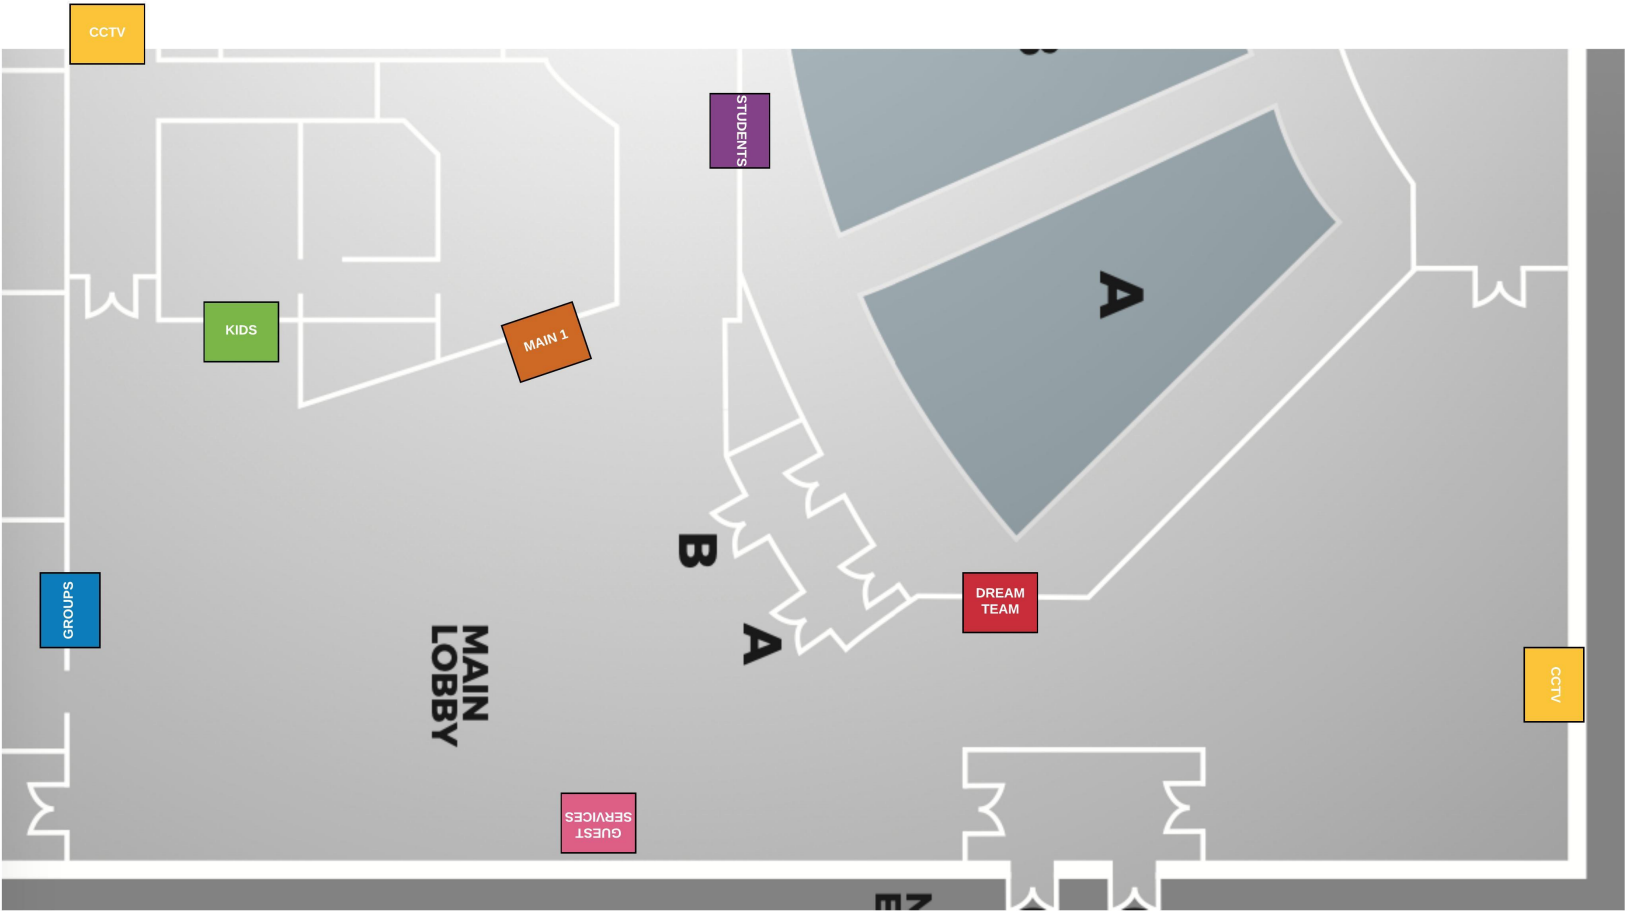 CCTV
STUDENTS
A
KIDS
MAIN 1
B
GROUPS
DREAM
TEAM
A
MAIN
LOBBY
CCTV
GUEST
SERVICES